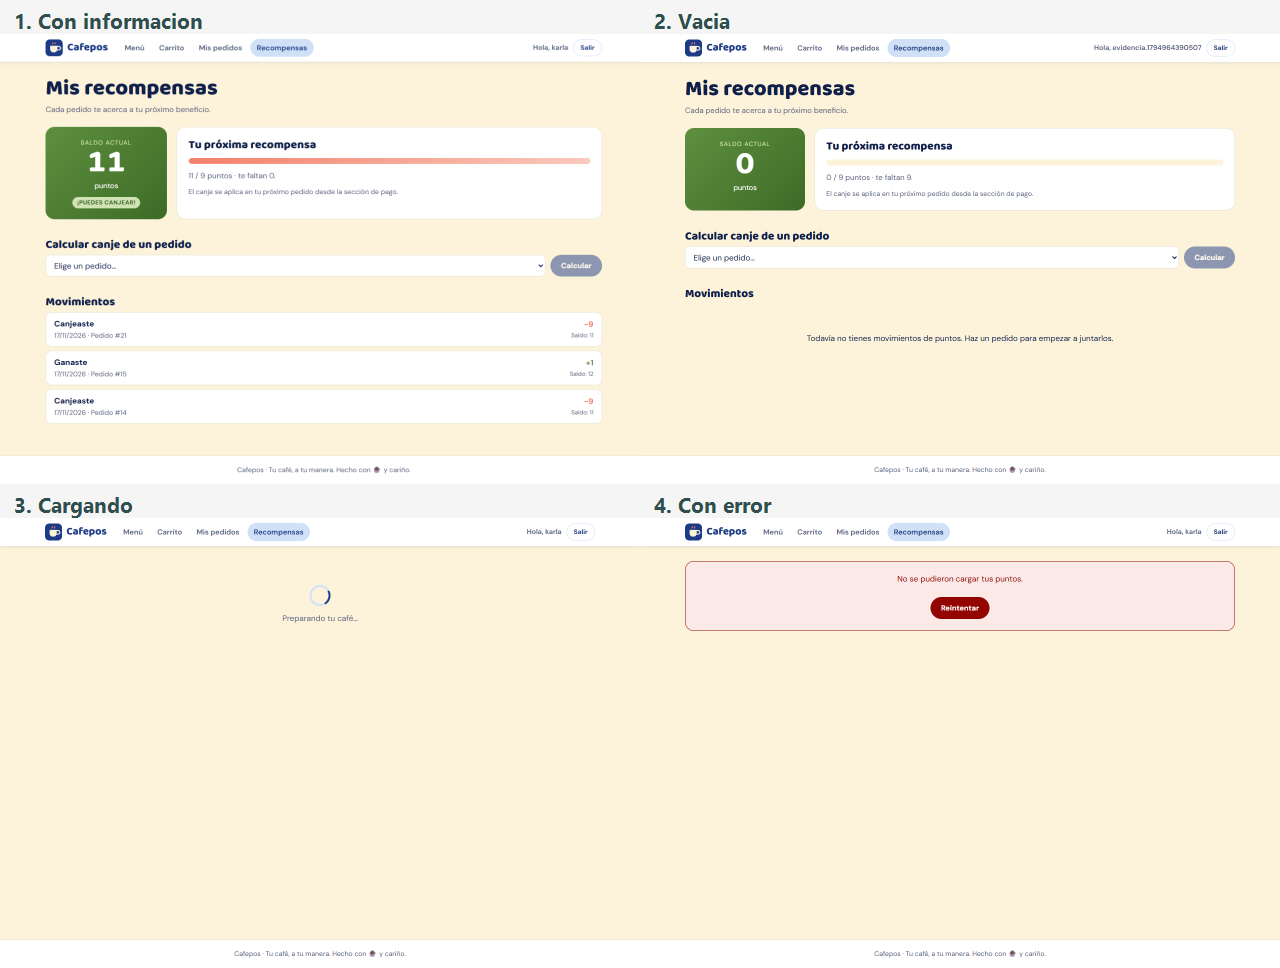 1. Con informacion
Cafepos Menú Carrito Mis pedidos Recompensas Hola, karla Salir
Mis recompensas
Cada pedido te acerca a tu próximo beneficio.
SALDO ACTUAL
11
puntos
¡PUEDES CANJEAR!
Tu próxima recompensa
11 / 9 puntos · te faltan 0.
El canje se aplica en tu próximo pedido desde la sección de pago.
Calcular canje de un pedido
Elige un pedido… Calcular
Movimientos
Canjeaste −9
17/11/2026 · Pedido #21 Saldo: 11
Ganaste +1
17/11/2026 · Pedido #15 Saldo: 12
Canjeaste −9
17/11/2026 · Pedido #14 Saldo: 11
Cafepos · Tu café, a tu manera. Hecho con y cariño.
2. Vacia
Cafepos Menú Carrito Mis pedidos Recompensas Hola, evidencia.1794964390507 Salir
Mis recompensas
Cada pedido te acerca a tu próximo beneficio.
SALDO ACTUAL
0
puntos
Tu próxima recompensa
0 / 9 puntos · te faltan 9.
El canje se aplica en tu próximo pedido desde la sección de pago.
Calcular canje de un pedido
Elige un pedido… Calcular
Movimientos
Todavía no tienes movimientos de puntos. Haz un pedido para empezar a juntarlos.
Cafepos · Tu café, a tu manera. Hecho con y cariño.
3. Cargando
Cafepos Menú Carrito Mis pedidos Recompensas Hola, karla Salir
Preparando tu café…
Cafepos · Tu café, a tu manera. Hecho con y cariño.
4. Con error
Cafepos Menú Carrito Mis pedidos Recompensas Hola, karla Salir
No se pudieron cargar tus puntos.
Reintentar
Cafepos · Tu café, a tu manera. Hecho con y cariño.